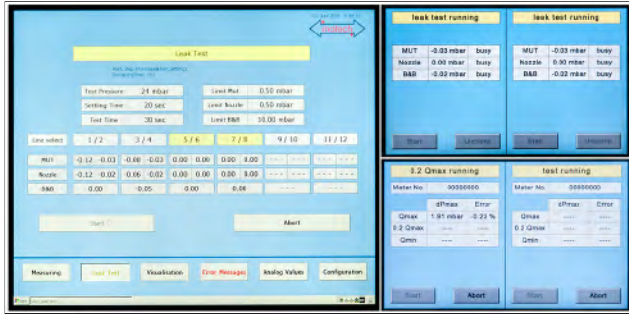 Leak Test
Test Pressure 24 mbar Limit Mut 0.50 mbar
Settling Time 20 sec Limit Nozzle 0.50 mbar
Test Time 30 sec Limit B&B 10.00 mbar
Line select 1 / 2 3 / 4 5 / 6 7 / 8 9 / 10 11 / 12
MUT -0.12 -0.03 -0.08 -0.03 0.00 0.00 0.00 0.00 --- --- --- ---
Nozzle -0.12 -0.02 -0.06 -0.02 0.00 0.00 0.00 0.00 --- --- --- ---
B&B 0.00 -0.05 0.00 0.00 --- ---
Start Abort
Measuring Leak Test Visualisation Error Messages Analog Values Configuration
leak test running
MUT -0.03 mbar busy
Nozzle 0.00 mbar busy
B&B -0.02 mbar busy
Start
leak test running
MUT -0.03 mbar busy
Nozzle 0.00 mbar busy
B&B -0.02 mbar busy
Start
0.2 Qmax running
Meter No. 00000000
dPmax Error
Qmax 1.91 mbar -0.23 %
0.2 Qmax ---- ----
Qmin ---- ----
Start Abort
test running
Meter No. 00000000
dPmax Error
Qmax ---- ----
0.2 Qmax ---- ----
Qmin ---- ----
Start Abort